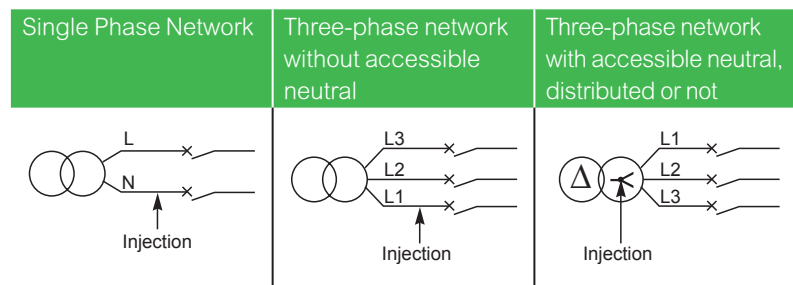 Single Phase Network
Three-phase network
without accessible
neutral
Three-phase network
with accessible neutral,
distributed or not
L
N
Injection
L3
L2
L1
Injection
Δ
L1
L2
L3
Injection